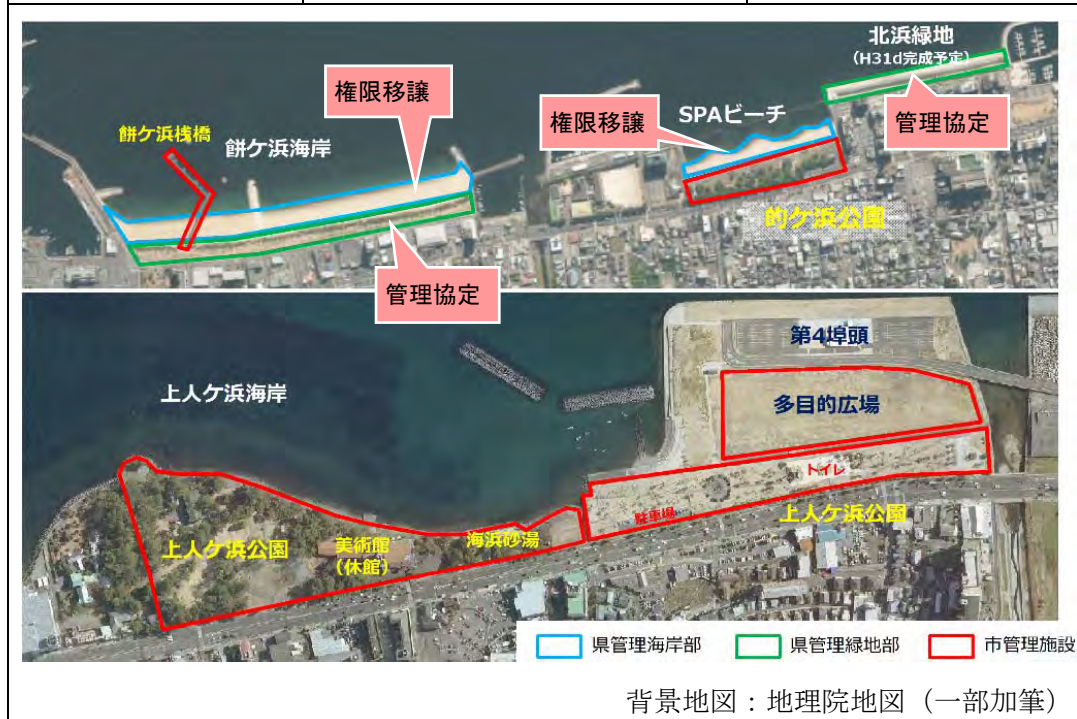 北浜緑地
(H31d完成予定)
権限移譲
権限移譲
SPAビーチ
管理協定
餅ケ浜桟橋
餅ケ浜海岸
的ケ浜公園
管理協定
第4埠頭
上人ケ浜海岸
多目的広場
トイレ
駐車場
上人ケ浜公園
上人ケ浜公園
美術館
(休館)
海浜砂湯
県管理海岸部
県管理緑地部
市管理施設
背景地図：地理院地図（一部加筆）